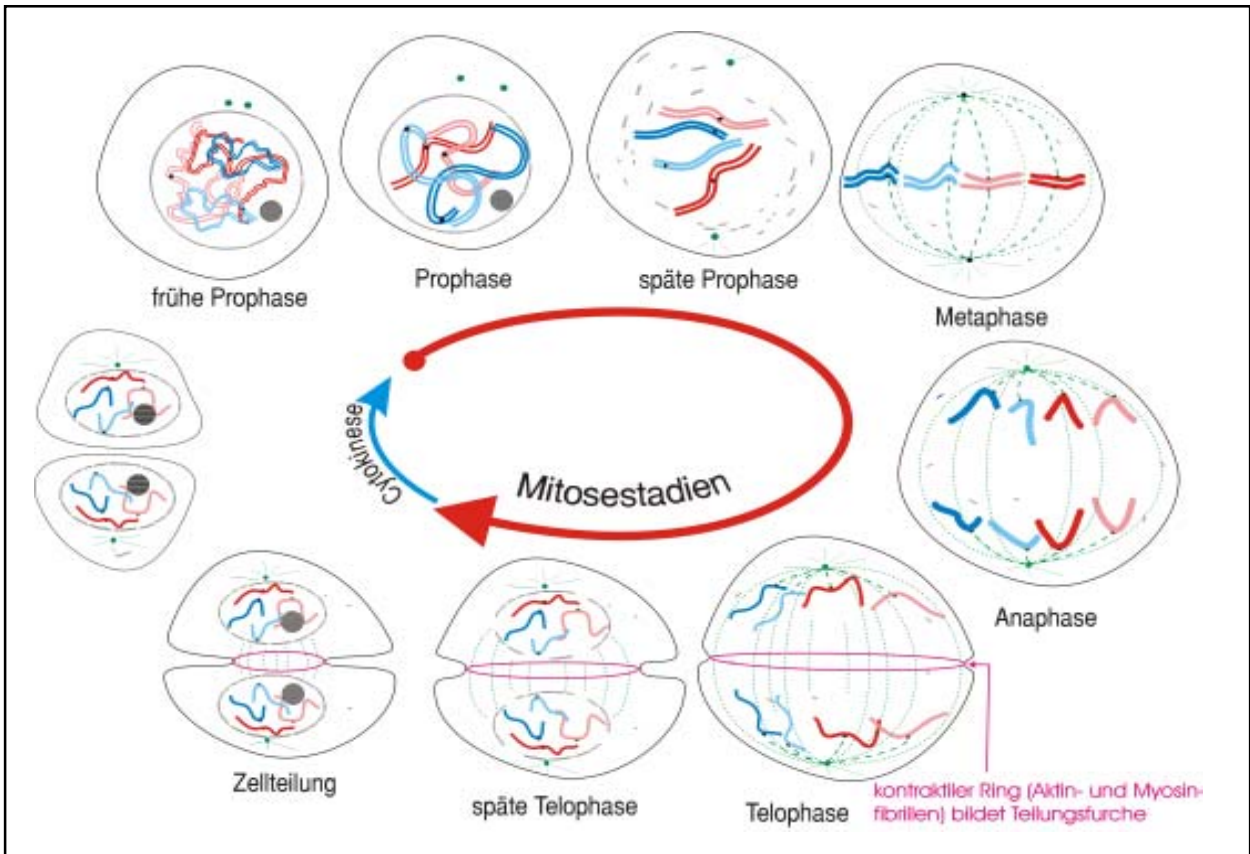 frühe Prophase
Prophase
späte Prophase
Metaphase
Cytokinese
Mitosestadien
Anaphase
Zellteilung
späte Telophase
Telophase
kontraktiler Ring (Aktin- und Myosin-
fibrillen) bildet Teilungsfurche